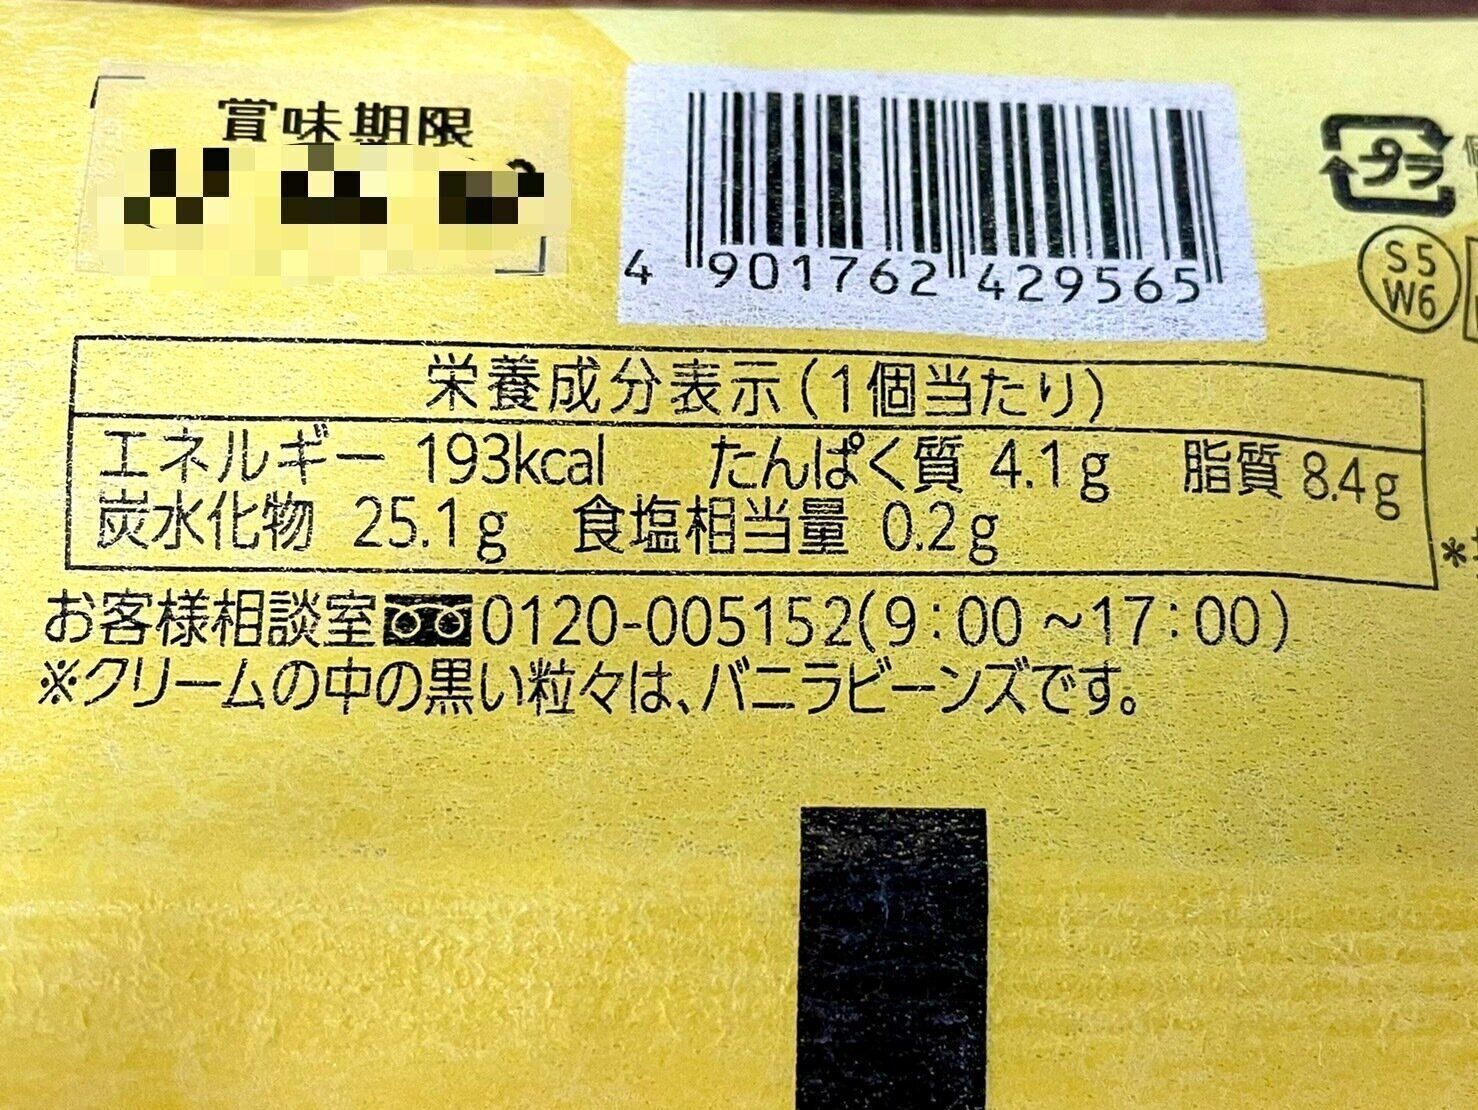 賞味期限
4 901762 429565
プラ
S5
W6
栄養成分表示(1個当たり)
エネルギー 193kcal たんぱく質 4.1g 脂質 8.4g
炭水化物 25.1g 食塩相当量 0.2g
お客様相談室 0120-005152(9:00~17:00)
※クリームの中の黒い粒々は、バニラビーンズです。